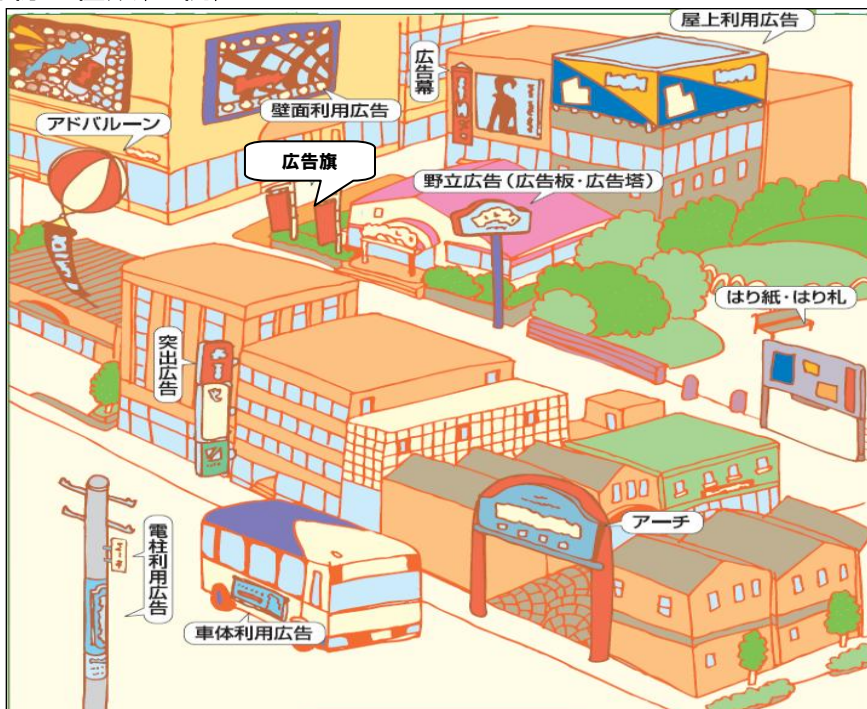 屋上利用広告
広告幕
壁面利用広告
アドバルーン
広告旗
野立広告(広告板・広告塔)
はり紙・はり札
突出広告
アーチ
電柱利用広告
車体利用広告